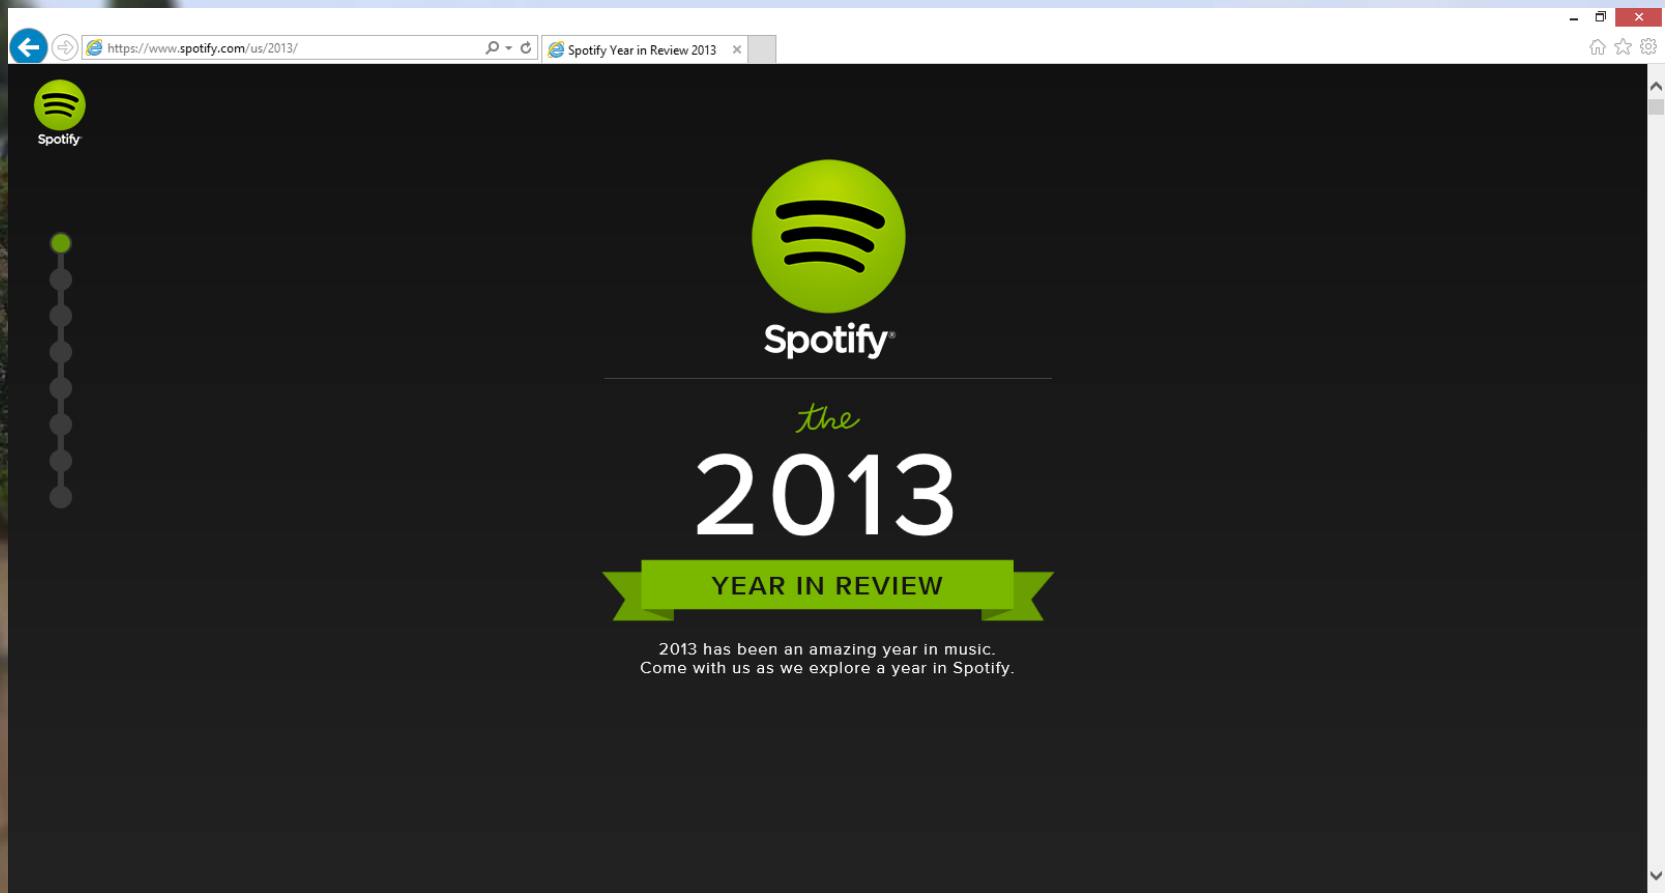 https://www.spotify.com/us/2013/
Spotify Year in Review 2013
Spotify
Spotify®
the
2013
YEAR IN REVIEW
2013 has been an amazing year in music.
Come with us as we explore a year in Spotify.